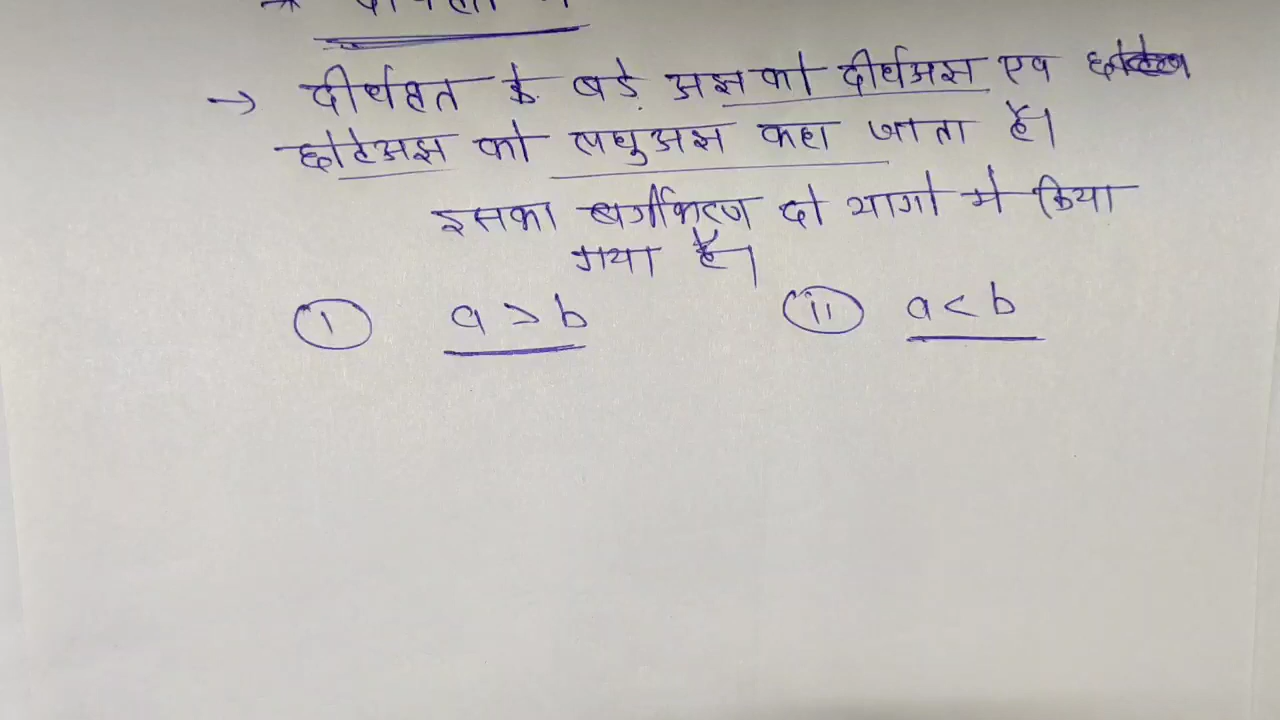 → दीर्घवृत के बड़े अक्ष को दीर्घअक्ष एव
छोटेअक्ष को लघुअक्ष कहा जाता है।
इसका वर्गीकरण दो भागो मे किया
गया है।
(i) a > b (ii) a < b